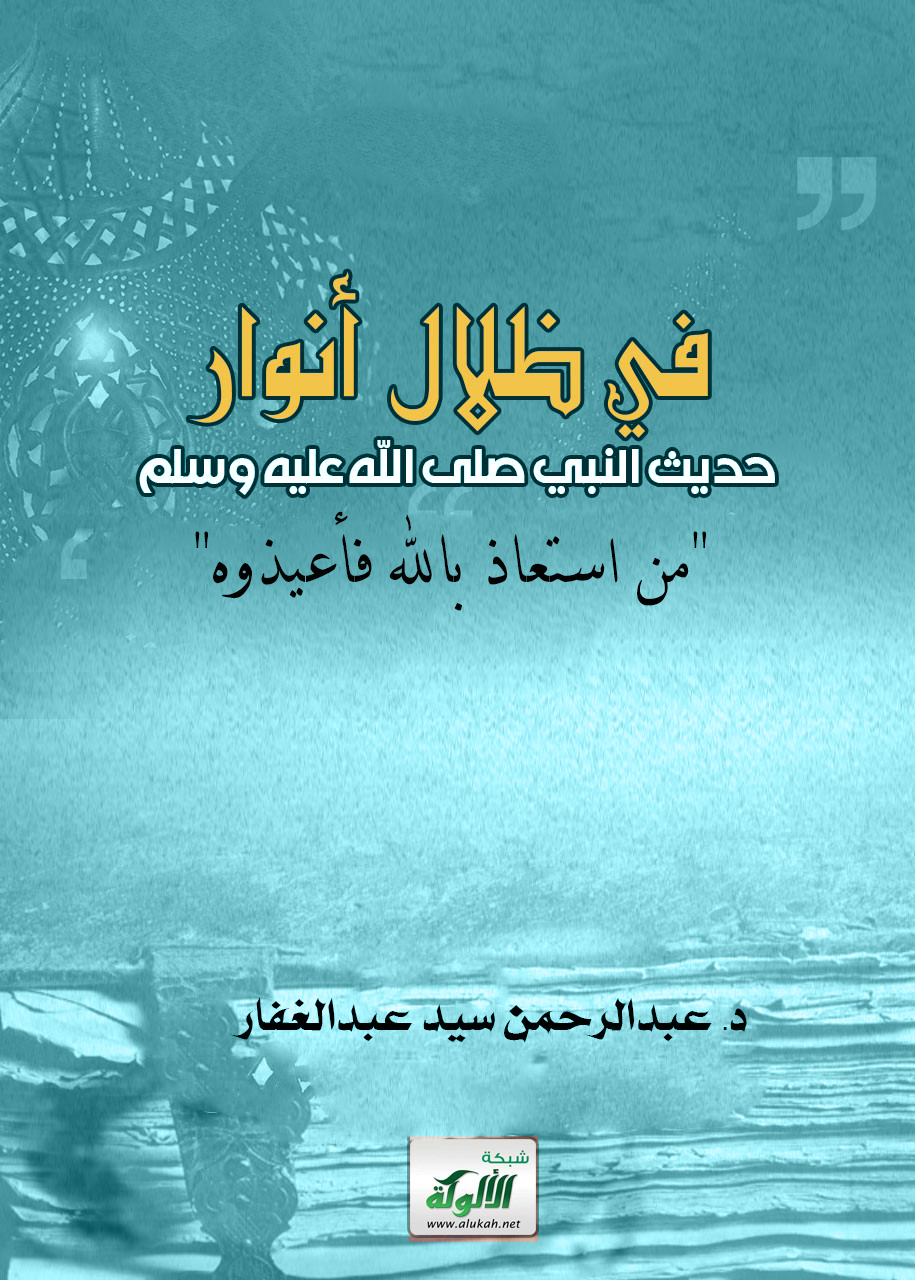 في ظلال أنوار
حديث النبي صلى الله عليه وسلم
"من استعاذ بالله فأعيذوه"
د. عبدالرحمن سيد عبدالغفار
شبكة
الألوكة
www.alukah.net